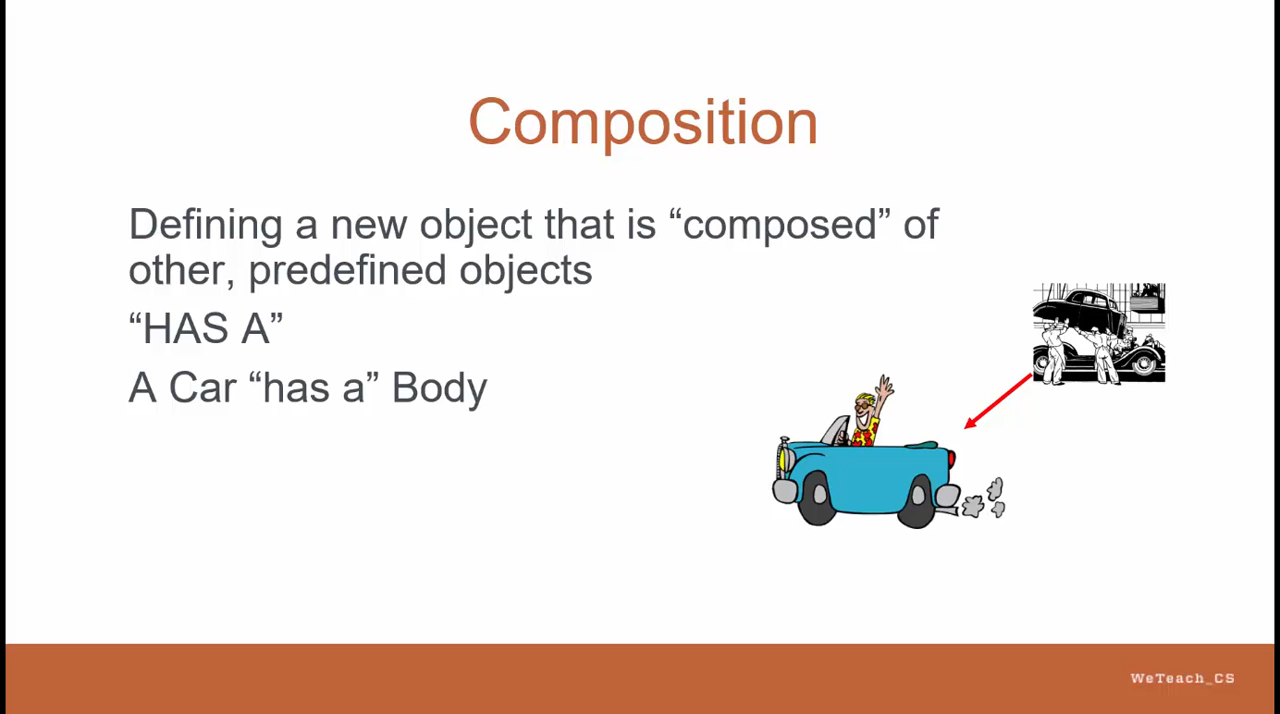 Composition
Defining a new object that is “composed” of
other, predefined objects
“HAS A”
A Car “has a” Body
WeTeach_CS